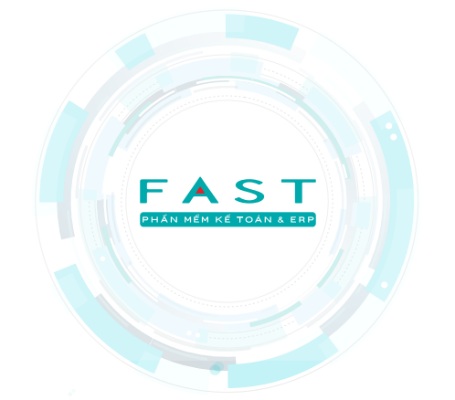 FAST
PHẦN MỀM KẾ TOÁN & ERP